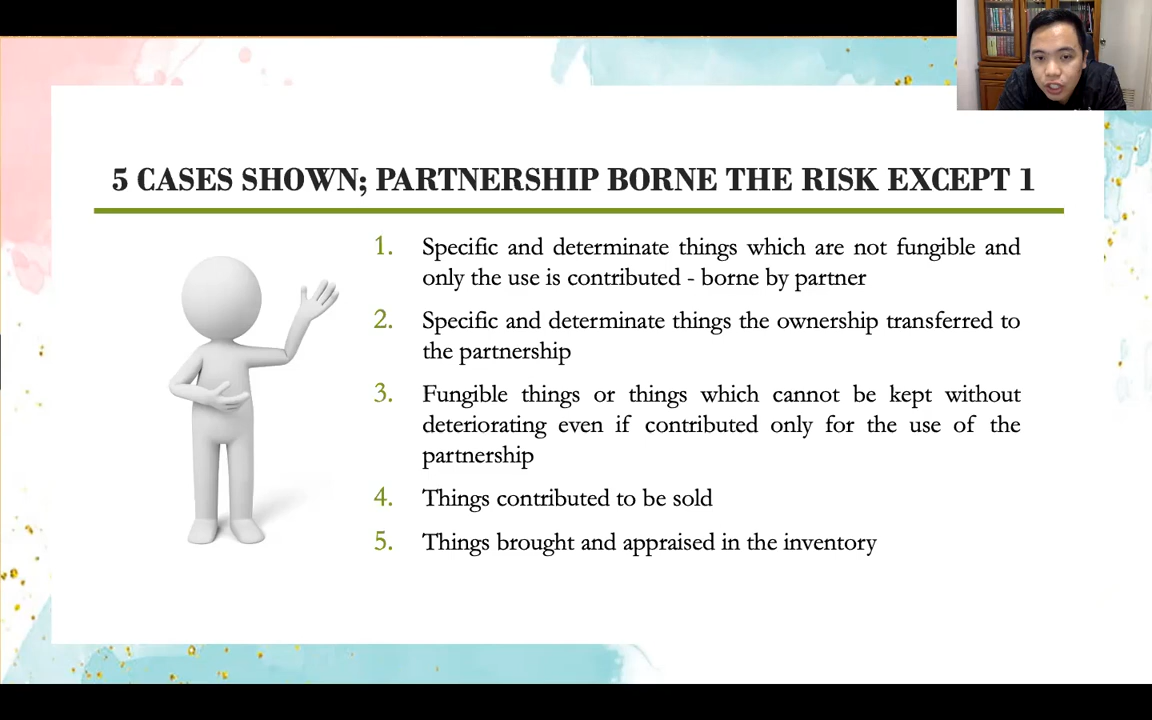 5 CASES SHOWN; PARTNERSHIP BORNE THE RISK EXCEPT 1
1. Specific and determinate things which are not fungible and
only the use is contributed - borne by partner
2. Specific and determinate things the ownership transferred to
the partnership
3. Fungible things or things which cannot be kept without
deteriorating even if contributed only for the use of the
partnership
4. Things contributed to be sold
5. Things brought and appraised in the inventory